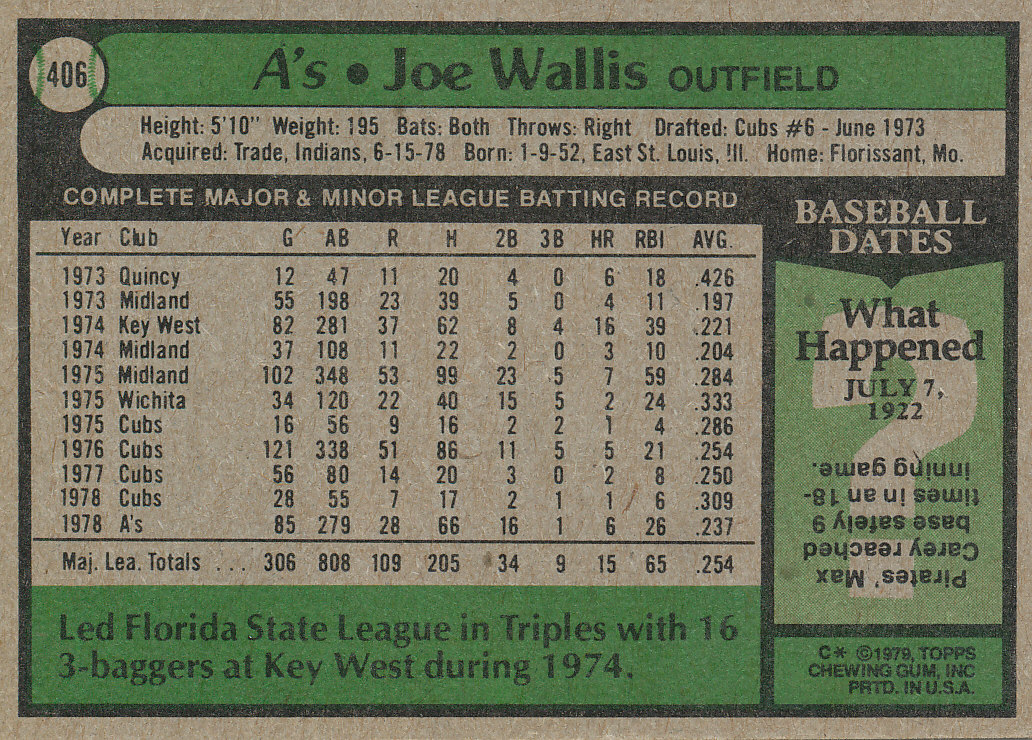 406
A's • Joe Wallis OUTFIELD
Height: 5'10" Weight: 195 Bats: Both Throws: Right Drafted: Cubs #6 - June 1973
Acquired: Trade, Indians, 6-15-78 Born: 1-9-52, East St. Louis, Ill. Home: Florissant, Mo.
COMPLETE MAJOR & MINOR LEAGUE BATTING RECORD
Year Club G AB R H 2B 3B HR RBI AVG.
1973 Quincy 12 47 11 20 4 0 6 18 .426
1973 Midland 55 198 23 39 5 0 4 11 .197
1974 Key West 82 281 37 62 8 4 16 39 .221
1974 Midland 37 108 11 22 2 0 3 10 .204
1975 Midland 102 348 53 99 23 5 7 59 .284
1975 Wichita 34 120 22 40 15 5 2 24 .333
1975 Cubs 16 56 9 16 2 2 1 4 .286
1976 Cubs 121 338 51 86 11 5 5 21 .254
1977 Cubs 56 80 14 20 3 0 2 8 .250
1978 Cubs 28 55 7 17 2 1 1 6 .309
1978 A's 85 279 28 66 16 1 6 26 .237
Maj. Lea. Totals ... 306 808 109 205 34 9 15 65 .254
Led Florida State League in Triples with 16
3-baggers at Key West during 1974.
BASEBALL
DATES
What
Happened
JULY 7,
1922
Pirates' Max
Carey reached
base safely 9
times in an 18-
inning game.
C* ©1979, TOPPS
CHEWING GUM, INC
PRTD. IN U.S.A.